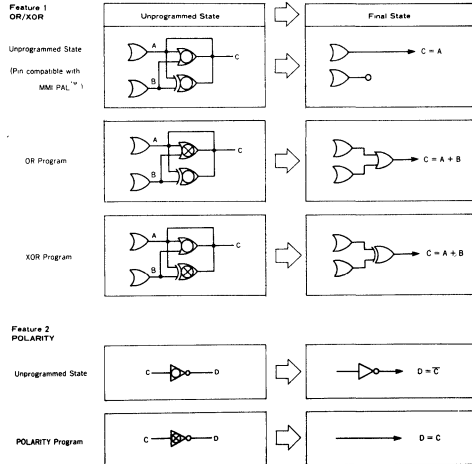 Feature 1
OR/XOR
Unprogrammed State
Final State
Unprogrammed State
(Pin compatible with
MMI PAL™)
A
B
C
C = A
OR Program
A
B
C
C = A + B
XOR Program
A
B
C
C = A + B
Feature 2
POLARITY
Unprogrammed State
C
D
D = C̅
POLARITY Program
C
D
D = C